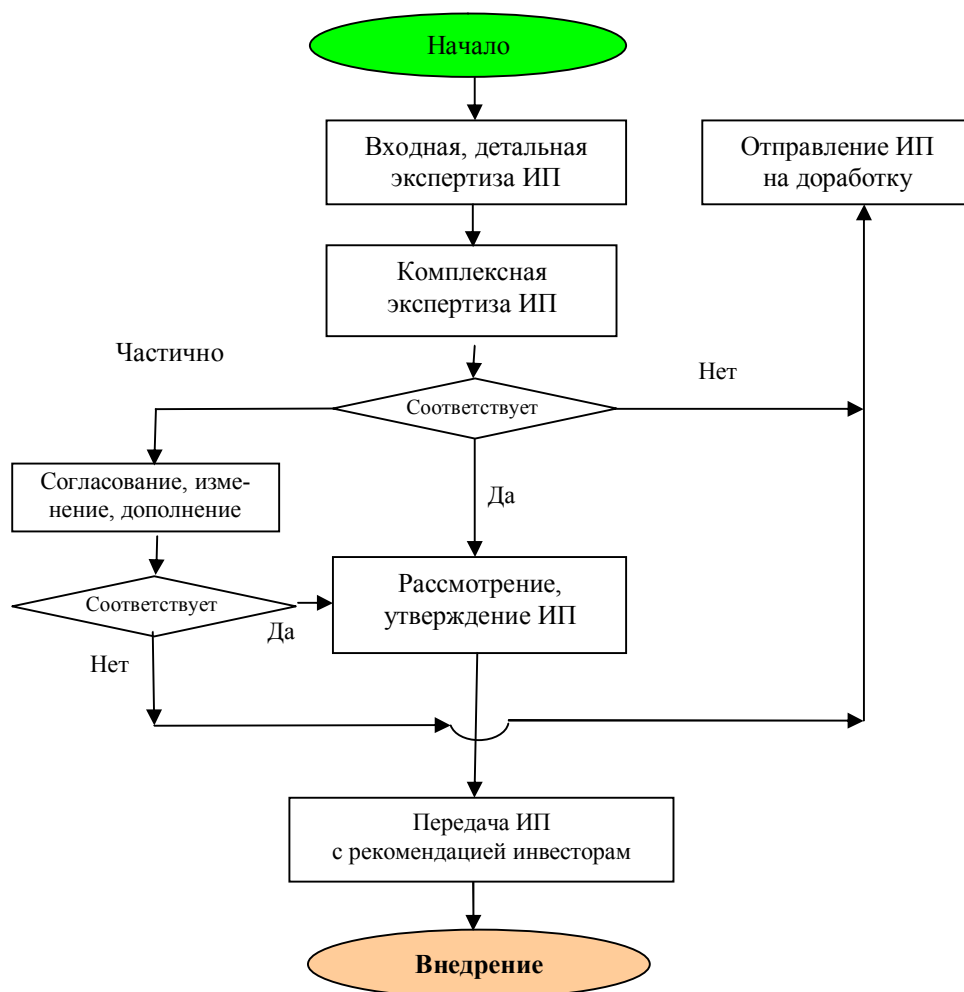 Начало
Входная, детальная
экспертиза ИП
Отправление ИП
на доработку
Комплексная
экспертиза ИП
Частично
Нет
Соответствует
Согласование, изме-
нение, дополнение
Да
Соответствует
Рассмотрение,
утверждение ИП
Да
Нет
Передача ИП
с рекомендацией инвесторам
Внедрение